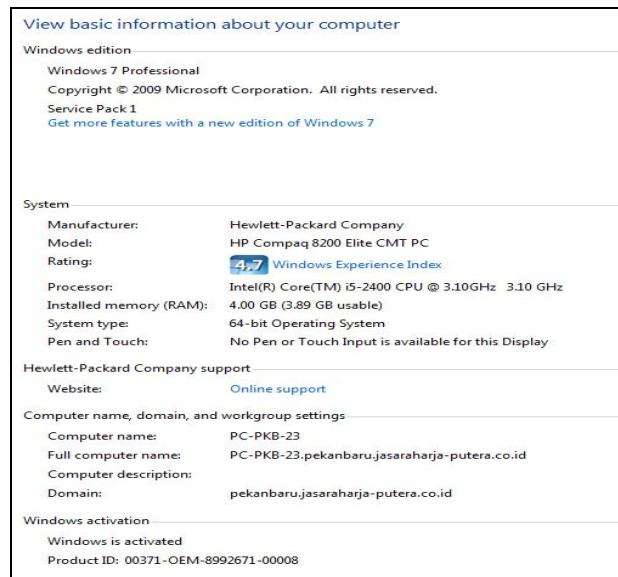 View basic information about your computer
Windows edition
Windows 7 Professional
Copyright © 2009 Microsoft Corporation. All rights reserved.
Service Pack 1
Get more features with a new edition of Windows 7
System
Manufacturer: Hewlett-Packard Company
Model: HP Compaq 8200 Elite CMT PC
Rating: 4,7 Windows Experience Index
Processor: Intel(R) Core(TM) i5-2400 CPU @ 3.10GHz 3.10 GHz
Installed memory (RAM): 4.00 GB (3.89 GB usable)
System type: 64-bit Operating System
Pen and Touch: No Pen or Touch Input is available for this Display
Hewlett-Packard Company support
Website: Online support
Computer name, domain, and workgroup settings
Computer name: PC-PKB-23
Full computer name: PC-PKB-23.pekanbaru.jasaraharja-putera.co.id
Computer description:
Domain: pekanbaru.jasaraharja-putera.co.id
Windows activation
Windows is activated
Product ID: 00371-OEM-8992671-00008